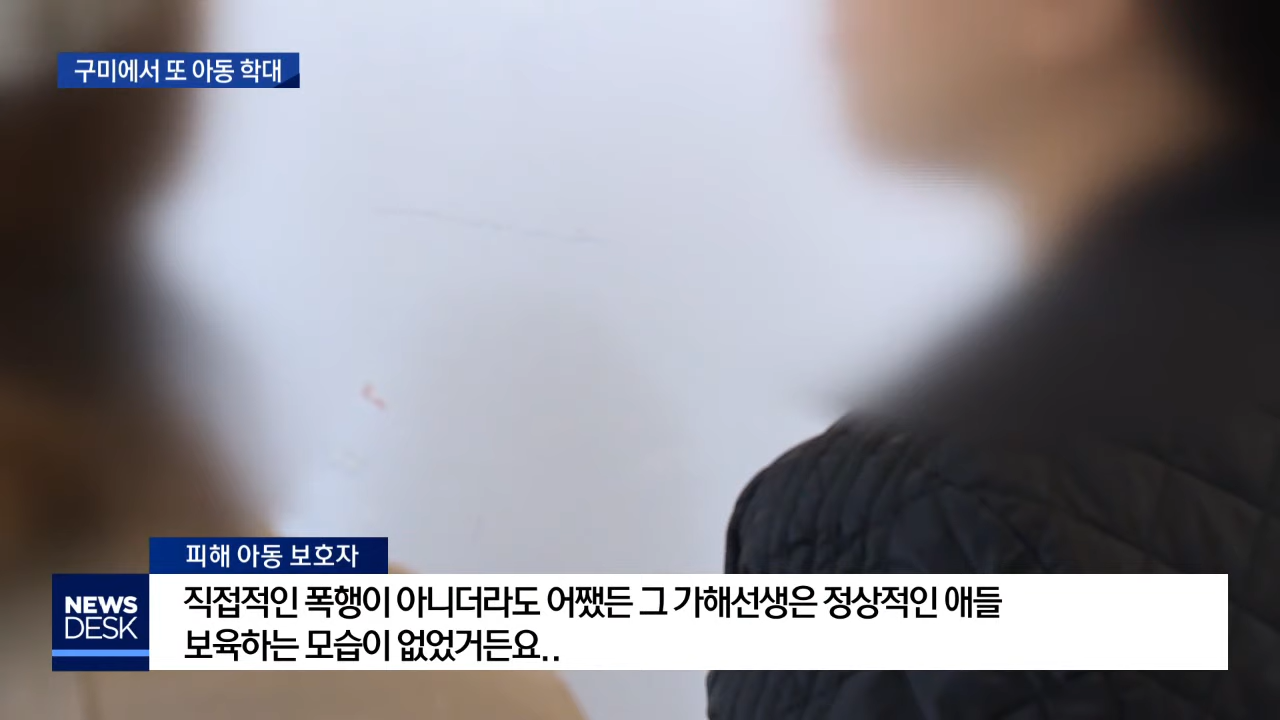 구미에서 또 아동 학대
피해 아동 보호자
NEWS
DESK
직접적인 폭행이 아니더라도 어쨌든 그 가해선생은 정상적인 애들
보육하는 모습이 없었거든요..